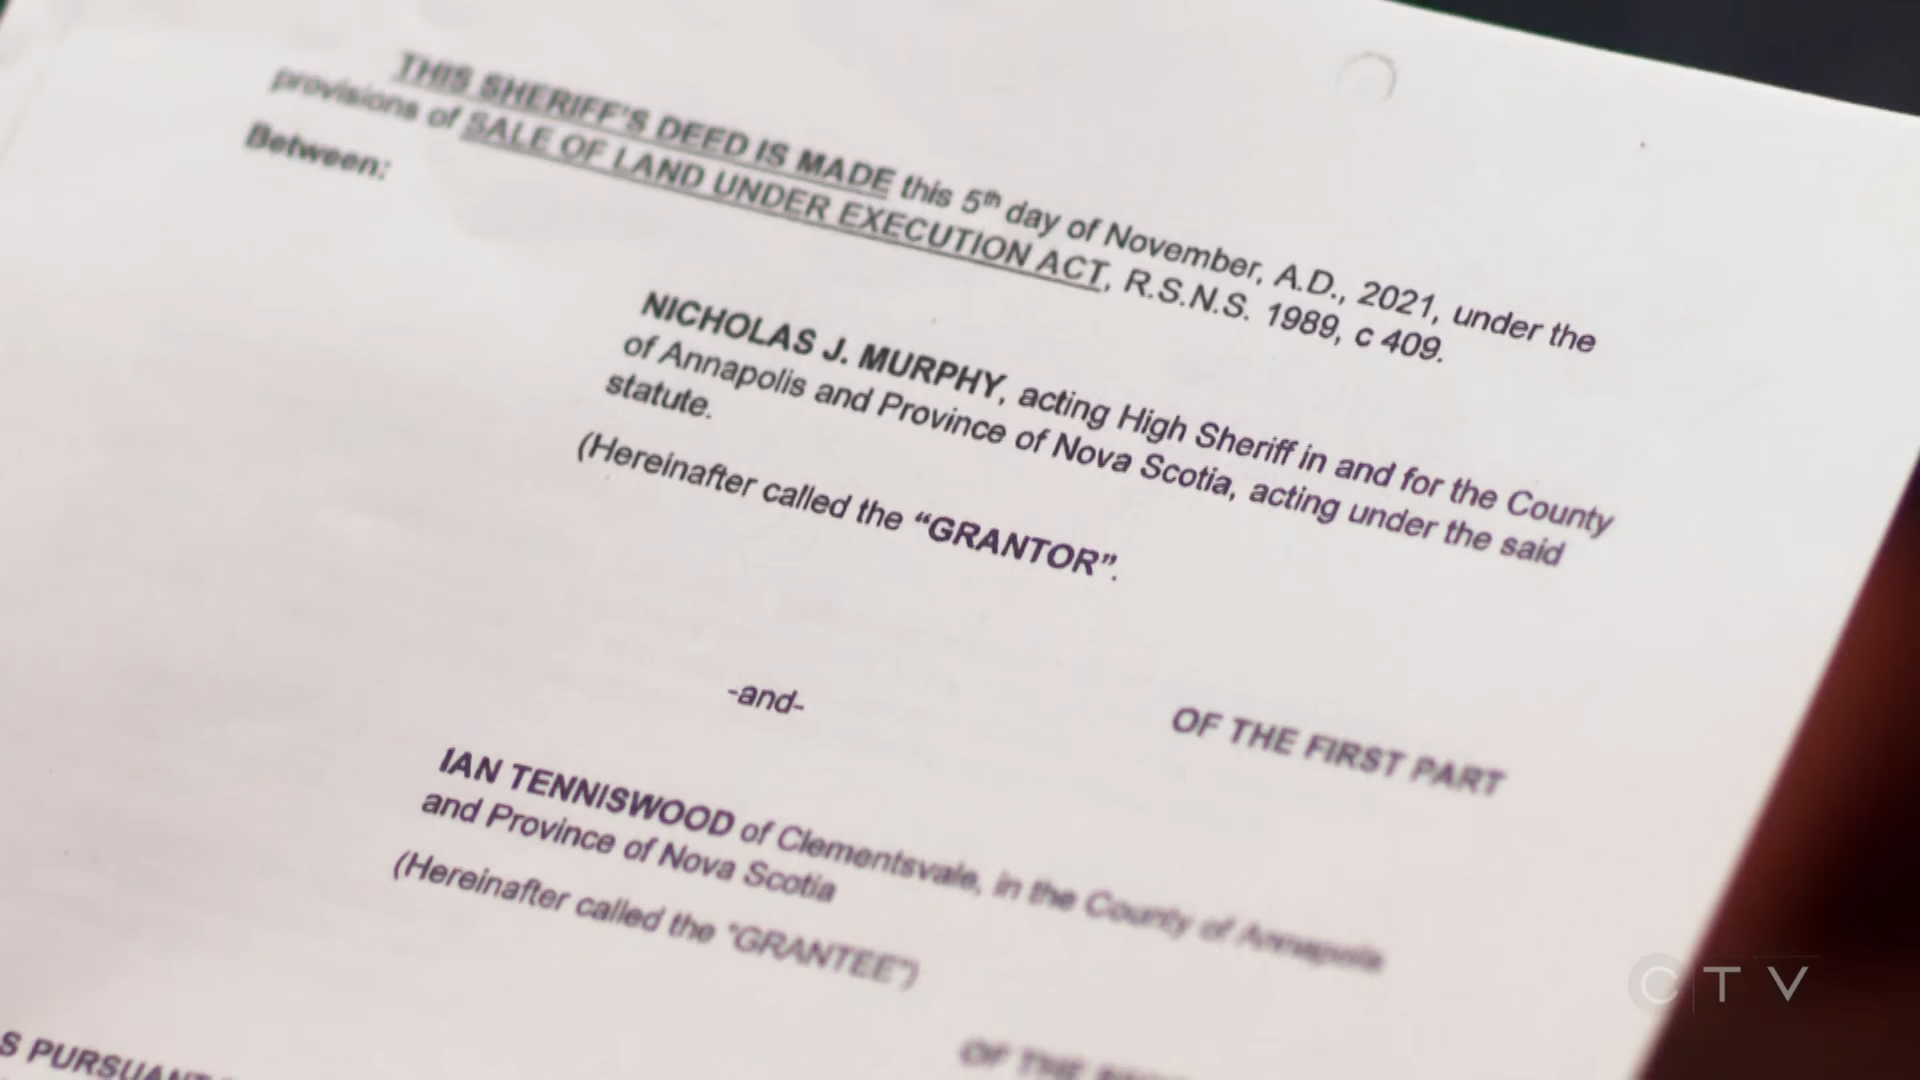 THIS SHERIFF'S DEED IS MADE this 5th day of November, A.D., 2021, under the
provisions of SALE OF LAND UNDER EXECUTION ACT, R.S.N.S. 1989, c 409.
Between:
NICHOLAS J. MURPHY, acting High Sheriff in and for the County
of Annapolis and Province of Nova Scotia, acting under the said
statute.
(Hereinafter called the “GRANTOR”.
-and-
OF THE FIRST PART
IAN TENNISWOOD of Clementsvale, in the County of Annapolis
and Province of Nova Scotia
(Hereinafter called the "GRANTEE")
OF THE
S PURSUANT
CTV